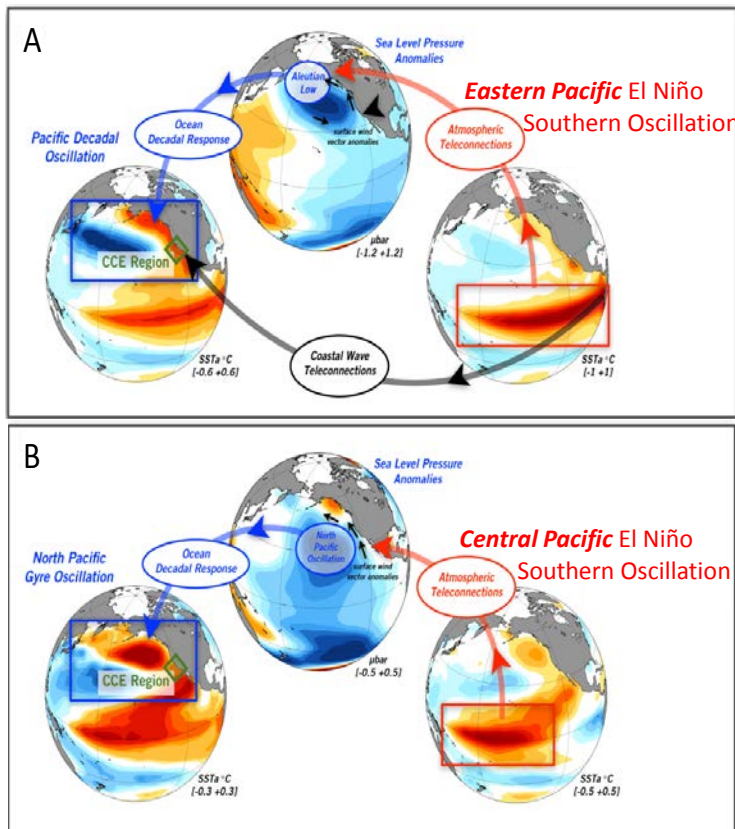 A
Sea Level Pressure
Anomalies
Aleutian
Low
Eastern Pacific El Niño
Southern Oscillation
Ocean
Decadal Response
surface wind
vector anomalies
Atmospheric
Teleconnections
Pacific Decadal
Oscillation
µbar
[-1.2 +1.2]
CCE Region
Coastal Wave
Teleconnections
SSTa °C
[-0.6 +0.6]
SSTa °C
[-1 +1]
B
Sea Level Pressure
Anomalies
North
Pacific
Oscillation
Central Pacific El Niño
Southern Oscillation
North Pacific
Gyre Oscillation
Ocean
Decadal Response
surface wind
vector anomalies
Atmospheric
Teleconnections
µbar
[-0.5 +0.5]
CCE Region
SSTa °C
[-0.3 +0.3]
SSTa °C
[-0.5 +0.5]